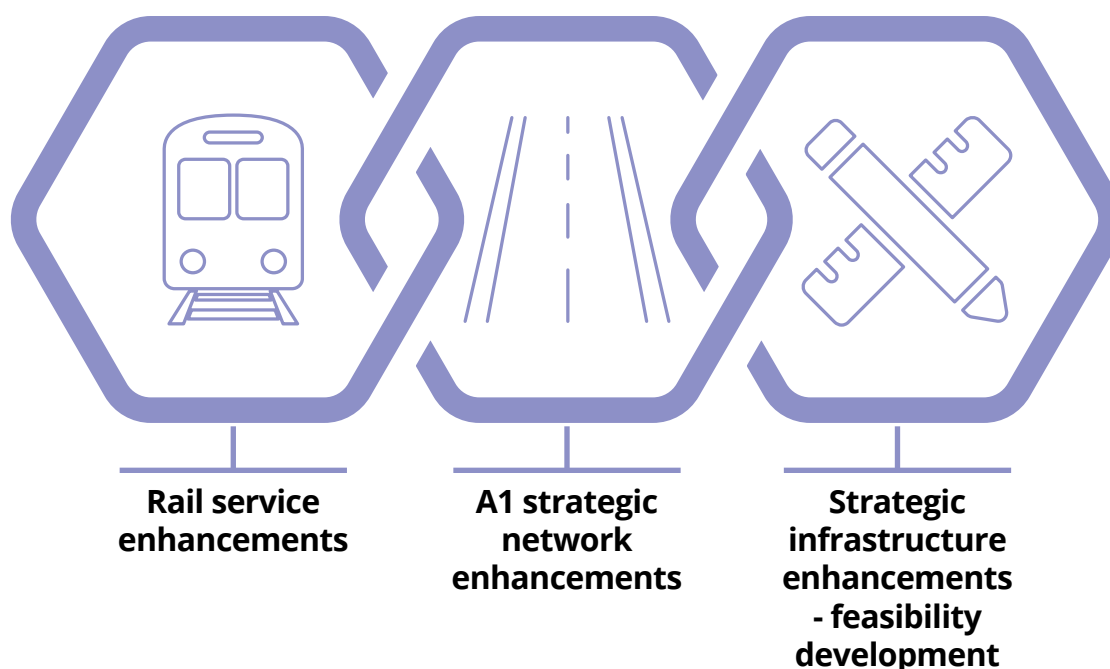 Rail service
enhancements
A1 strategic
network
enhancements
Strategic
infrastructure
enhancements
- feasibility
development